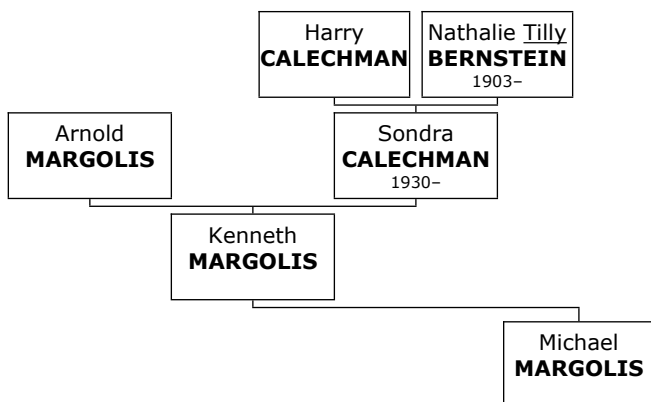 Harry
CALECHMAN
Nathalie Tilly
BERNSTEIN
1903–
Arnold
MARGOLIS
Sondra
CALECHMAN
1930–
Kenneth
MARGOLIS
Michael
MARGOLIS